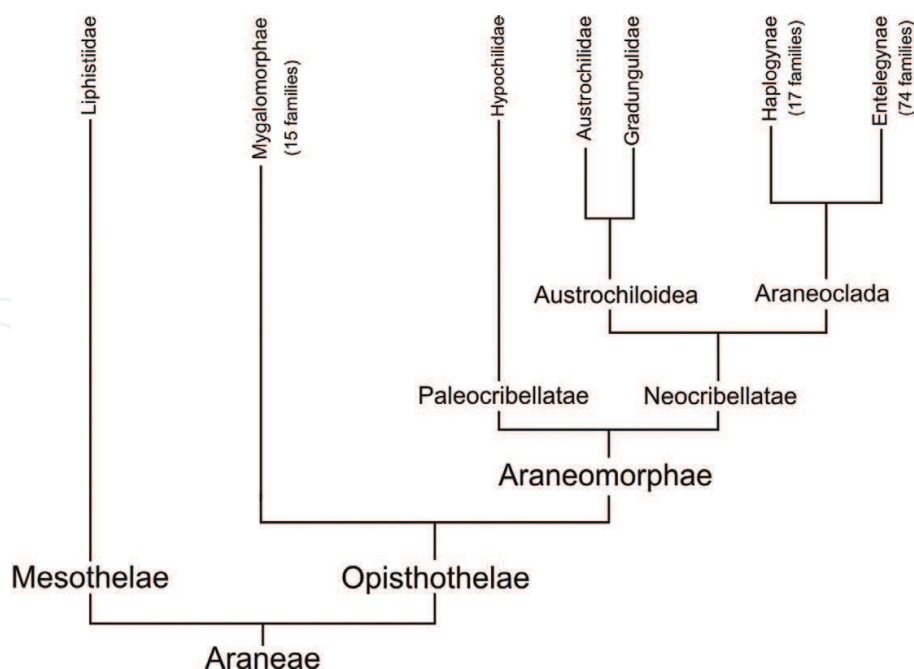 Liphistiidae
Mygalomorphae
(15 families)
Hypochilidae
Austrochilidae
Gradungulidae
Haplogynae
(17 families)
Entelegynae
(74 families)
Austrochiloidea
Araneoclada
Paleocribellatae
Neocribellatae
Araneomorphae
Mesothelae
Opisthothelae
Araneae